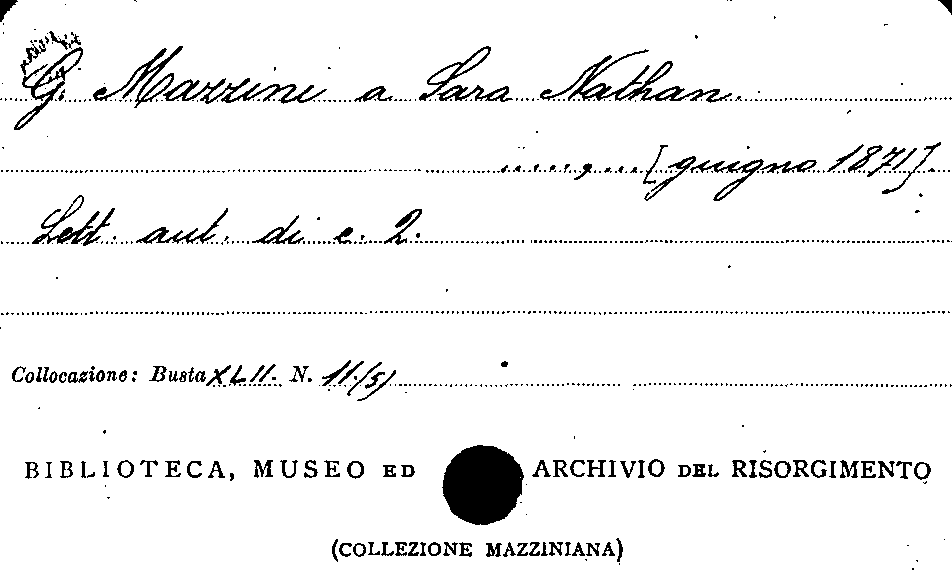 G. Mazzini a Sara Nathan.
....., ...[giugno 1871].
Lett. aut. di c. 2.
Collocazione: Busta XLII. N. 11.(5)
BIBLIOTECA, MUSEO ED ARCHIVIO DEL RISORGIMENTO
(COLLEZIONE MAZZINIANA)